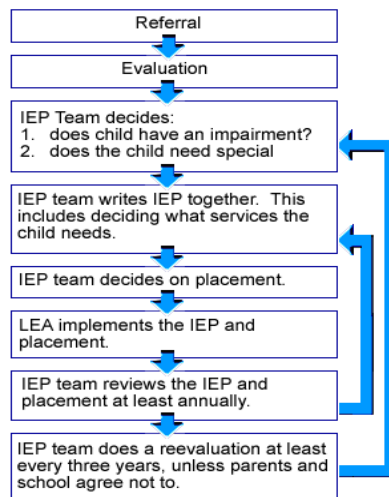 Referral
Evaluation
IEP Team decides:
1. does child have an impairment?
2. does the child need special
IEP team writes IEP together. This
includes deciding what services the
child needs.
IEP team decides on placement.
LEA implements the IEP and
placement.
IEP team reviews the IEP and
placement at least annually.
IEP team does a reevaluation at least
every three years, unless parents and
school agree not to.